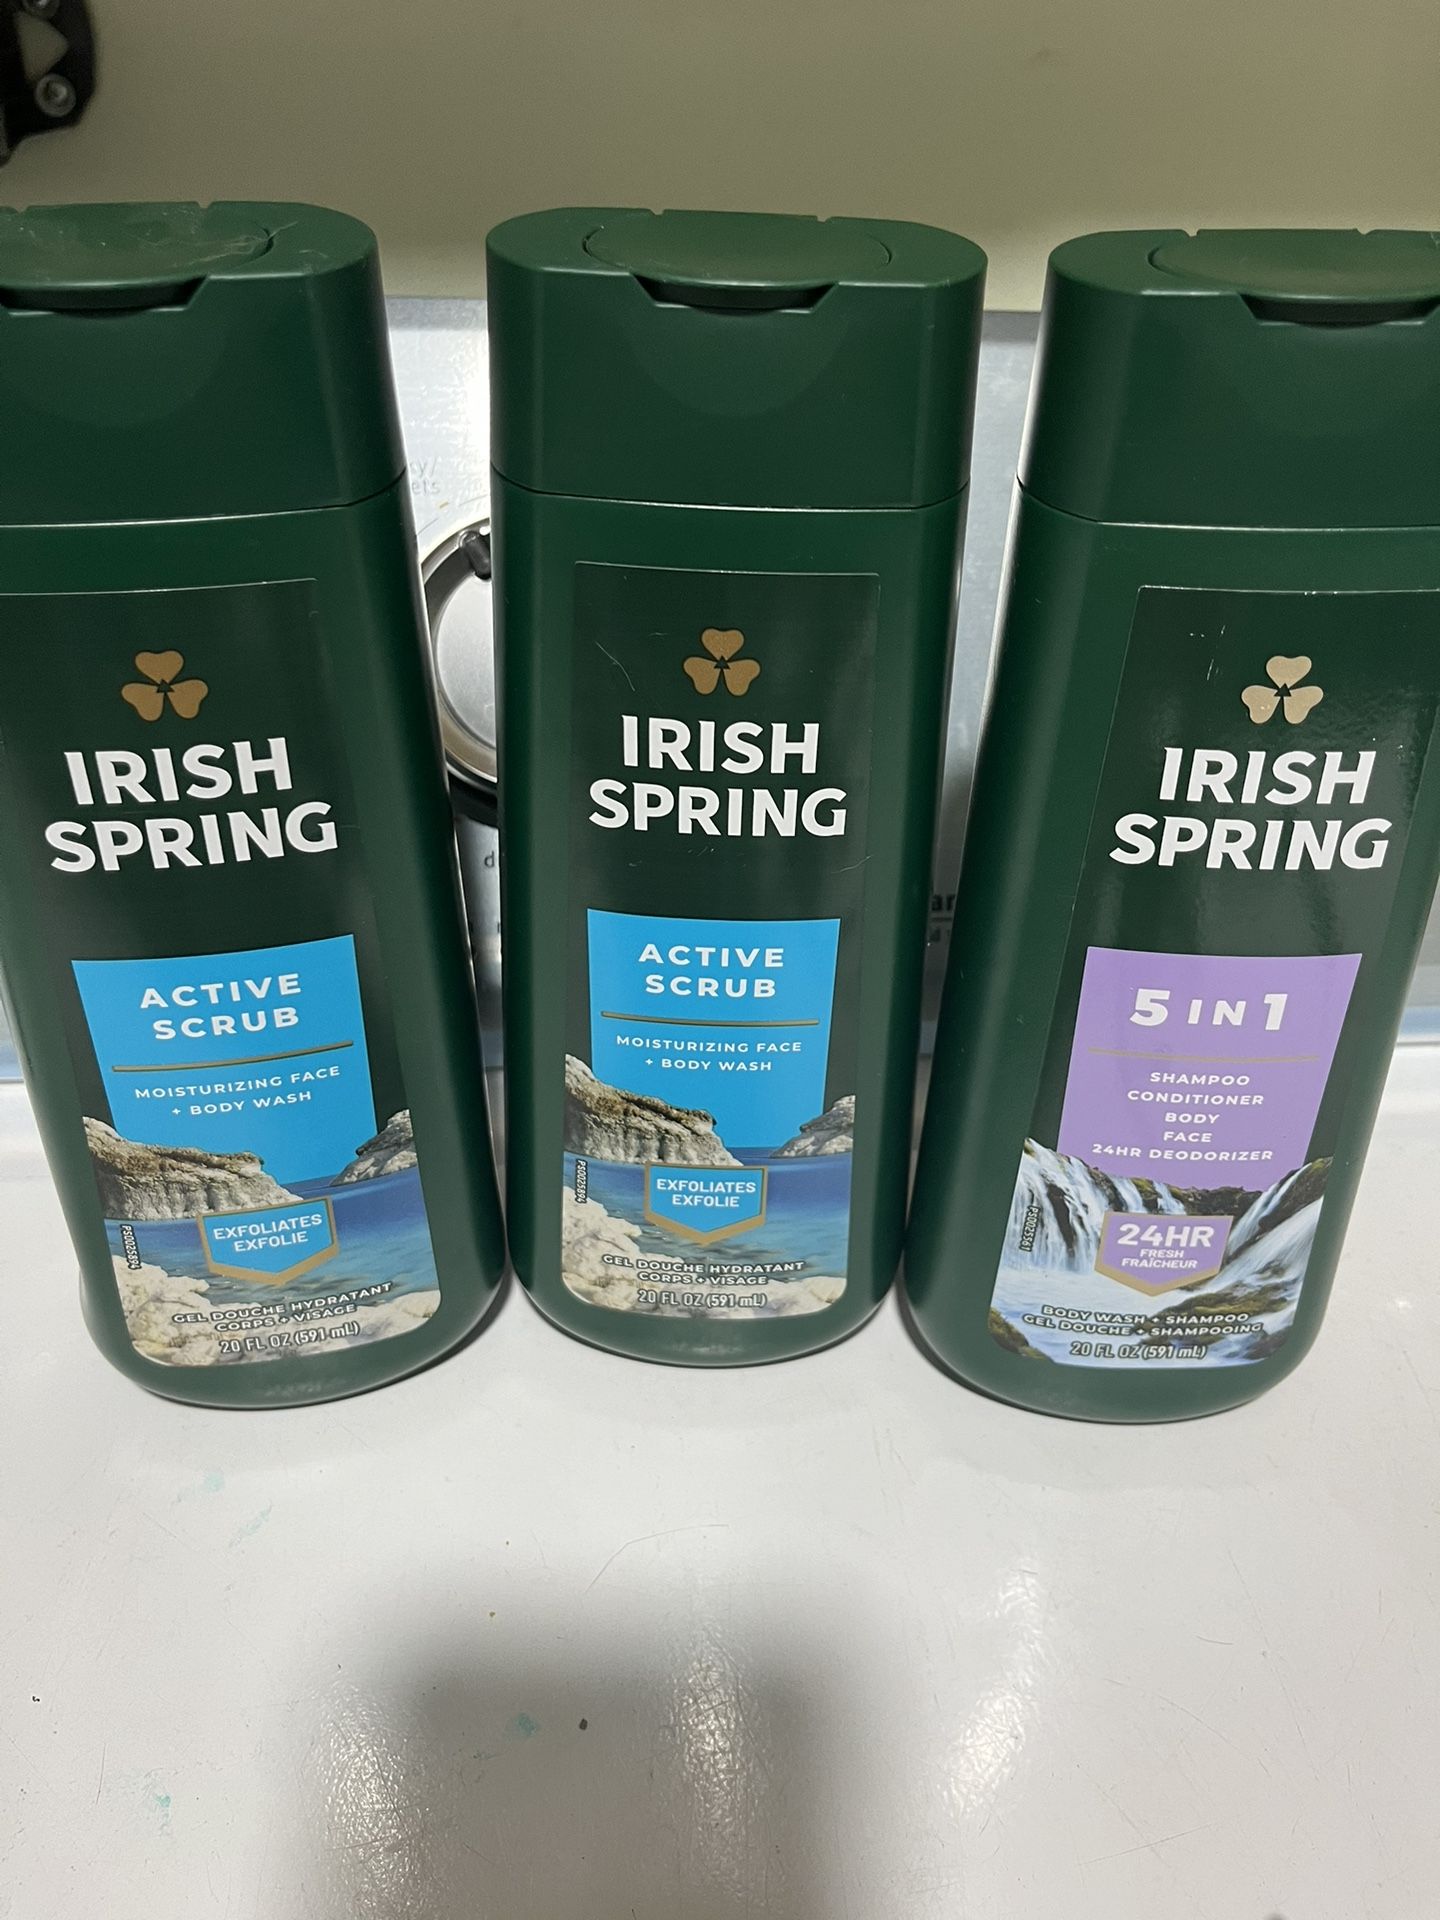 IRISH
SPRING
ACTIVE
SCRUB
MOISTURIZING FACE
+ BODY WASH
EXFOLIATES
EXFOLIE
PS0025894
GEL DOUCHE HYDRATANT
CORPS + VISAGE
20 FL OZ (591 mL)
IRISH
SPRING
ACTIVE
SCRUB
MOISTURIZING FACE
+ BODY WASH
EXFOLIATES
EXFOLIE
PS0025894
GEL DOUCHE HYDRATANT
CORPS + VISAGE
20 FL OZ (591 mL)
IRISH
SPRING
5 IN 1
SHAMPOO
CONDITIONER
BODY
FACE
24HR DEODORIZER
24HR
FRESH
FRAÎCHEUR
PS0025561
BODY WASH + SHAMPOO
GEL DOUCHE + SHAMPOOING
20 FL OZ (591 mL)